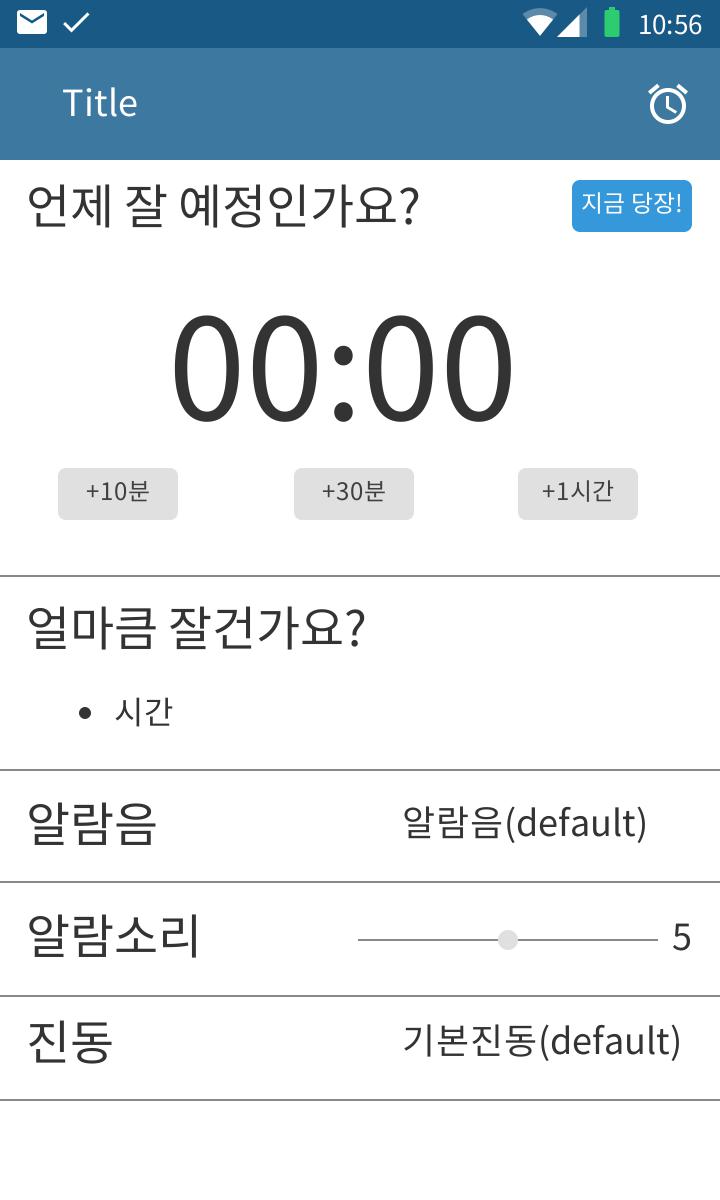 10:56
Title
언제 잘 예정인가요?
지금 당장!
00:00
+10분 +30분 +1시간
얼마큼 잘건가요?
• 시간
알람음 알람음(default)
알람소리 5
진동 기본진동(default)